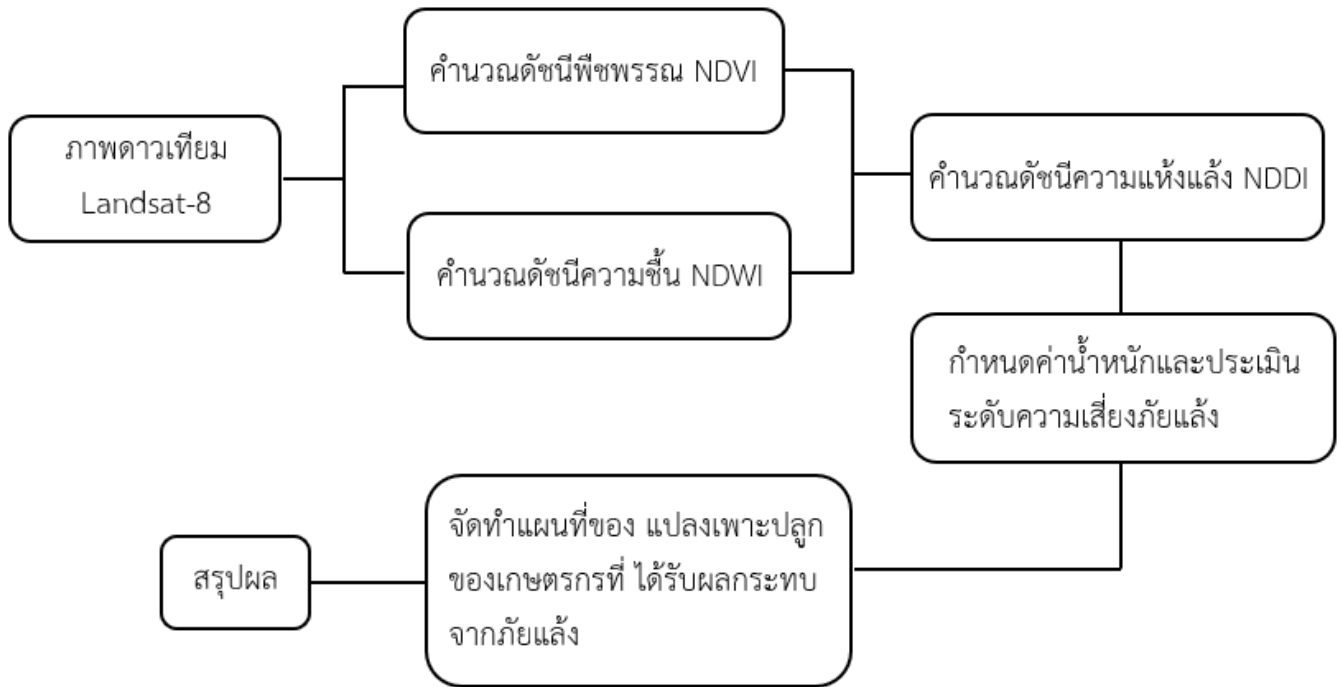 ภาพดาวเทียม
Landsat-8
คำนวณดัชนีพืชพรรณ NDVI
คำนวณดัชนีความชื้น NDWI
คำนวณดัชนีความแห้งแล้ง NDDI
กำหนดค่าน้ำหนักและประเมิน
ระดับความเสี่ยงภัยแล้ง
จัดทำแผนที่ของ แปลงเพาะปลูก
ของเกษตรกรที่ ได้รับผลกระทบ
จากภัยแล้ง
สรุปผล